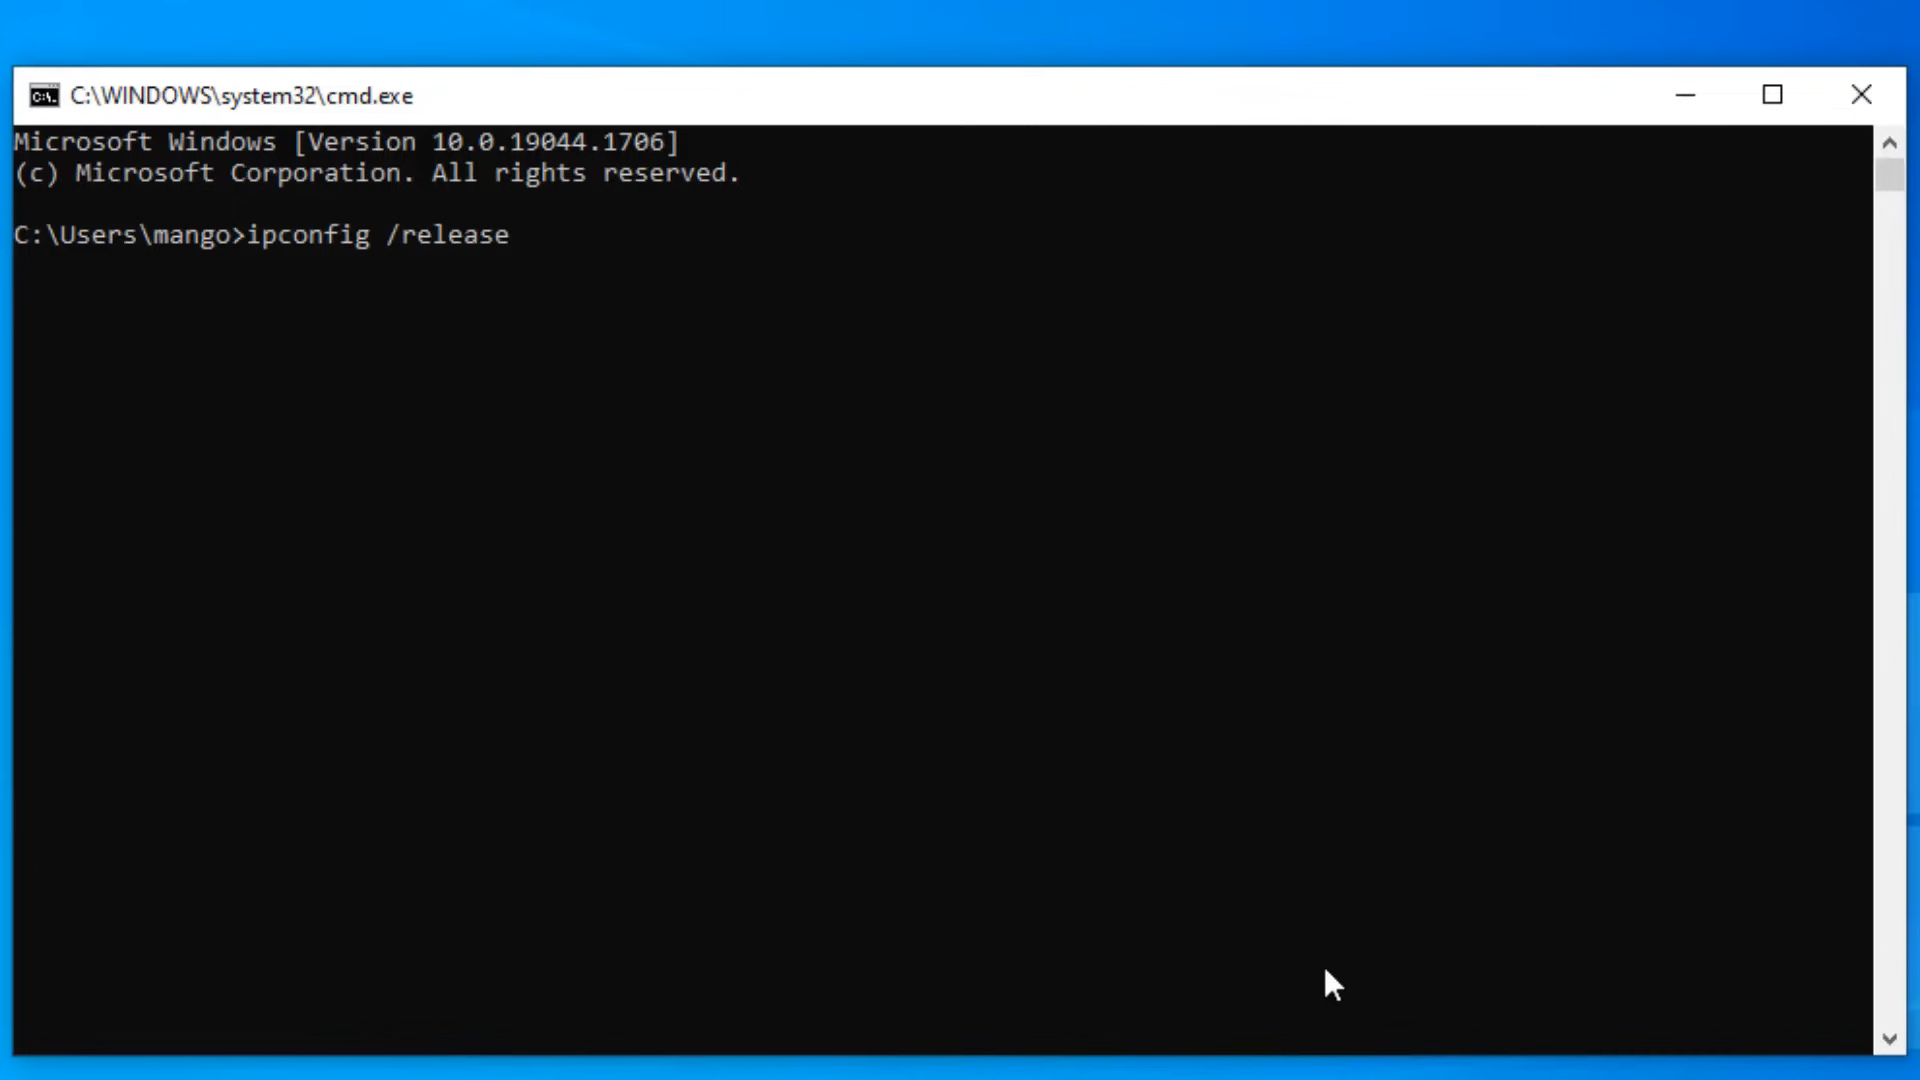 C:\WINDOWS\system32\cmd.exe
Microsoft Windows [Version 10.0.19044.1706]
(c) Microsoft Corporation. All rights reserved.
C:\Users\mango>ipconfig /release